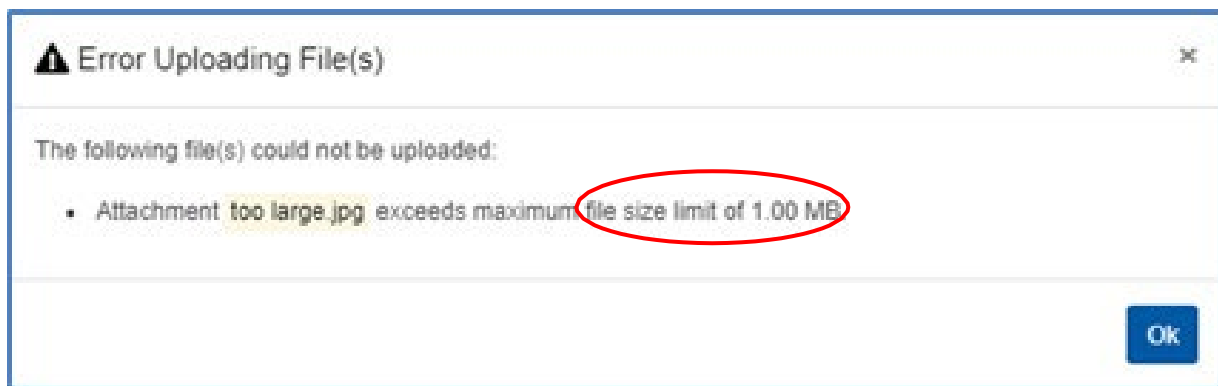 Error Uploading File(s)
×
The following file(s) could not be uploaded:
• Attachment too large.jpg exceeds maximum file size limit of 1.00 MB
Ok